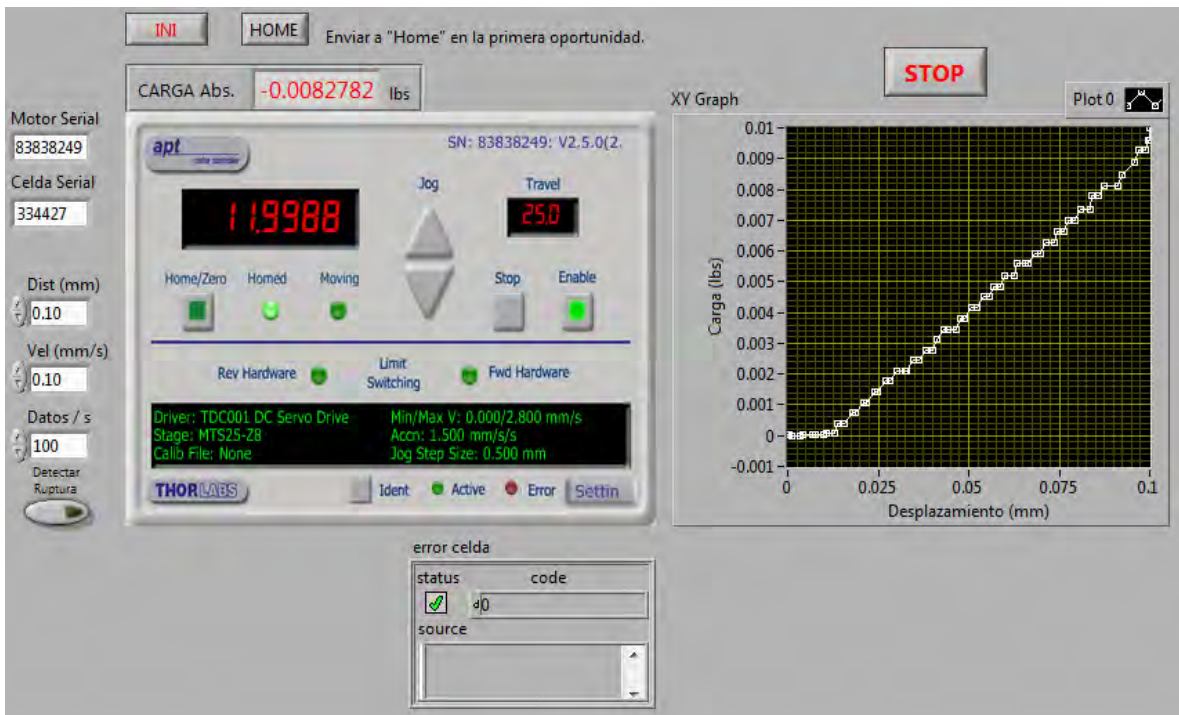 INI
HOME
Enviar a "Home" en la primera oportunidad.
STOP
CARGA Abs.
-0.0082782
lbs
Motor Serial
83838249
Celda Serial
334427
Dist (mm)
0.10
Vel (mm/s)
0.10
Datos / s
100
Detectar
Ruptura
apt
SN: 83838249: V2.5.0(2.
11.9988
Jog
Travel
25.0
Home/Zero
Homed
Moving
Stop
Enable
Rev Hardware
Limit
Switching
Fwd Hardware
Driver: TDC001 DC Servo Drive
Stage: MTS25-Z8
Calib File: None
Min/Max V: 0.000/2.800 mm/s
Accn: 1.500 mm/s/s
Jog Step Size: 0.500 mm
THORLABS
Ident
Active
Error
Settin
XY Graph
Plot 0
Carga (lbs)
0.01
0.009
0.008
0.007
0.006
0.005
0.004
0.003
0.002
0.001
0
-0.001
0
0.025
0.05
0.075
0.1
Desplazamiento (mm)
error celda
status
code
d0
source